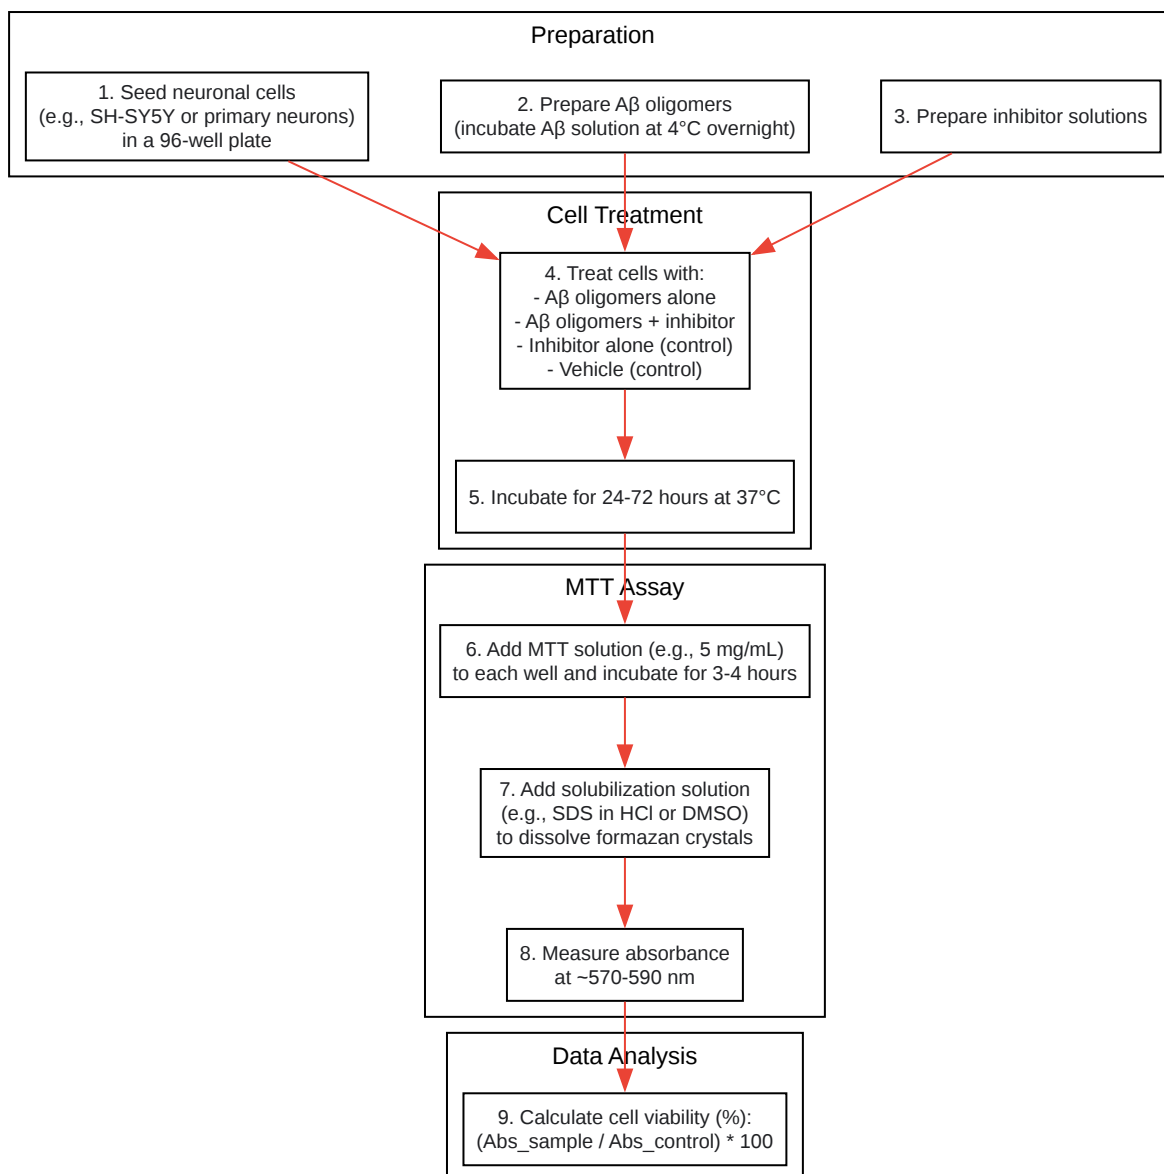 Preparation
1. Seed neuronal cells
(e.g., SH-SY5Y or primary neurons)
in a 96-well plate
2. Prepare Aβ oligomers
(incubate Aβ solution at 4°C overnight)
3. Prepare inhibitor solutions
Cell Treatment
4. Treat cells with:
- Aβ oligomers alone
- Aβ oligomers + inhibitor
- Inhibitor alone (control)
- Vehicle (control)
5. Incubate for 24-72 hours at 37°C
MTT Assay
6. Add MTT solution (e.g., 5 mg/mL)
to each well and incubate for 3-4 hours
7. Add solubilization solution
(e.g., SDS in HCl or DMSO)
to dissolve formazan crystals
8. Measure absorbance
at ~570-590 nm
Data Analysis
9. Calculate cell viability (%):
(Abs_sample / Abs_control) * 100